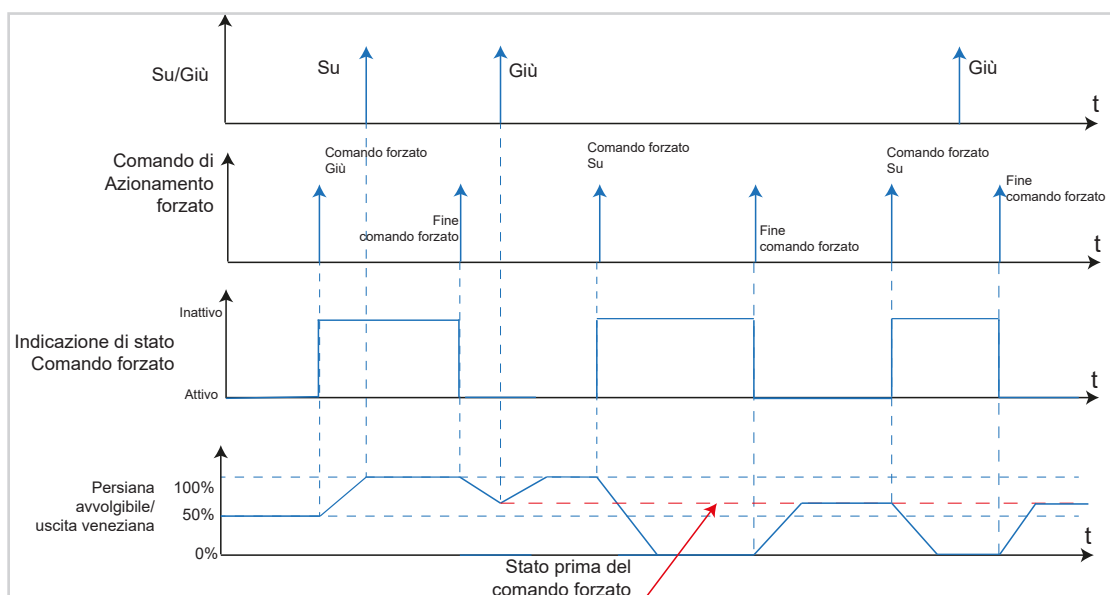 Su/Giù
Su
Giù
Giù
t
Comando di
Azionamento
forzato
Comando forzato
Giù
Fine
comando forzato
Comando forzato
Su
Fine
comando forzato
Comando forzato
Su
Fine
comando forzato
t
Indicazione di stato
Comando forzato
Inattivo
Attivo
t
Persiana
avvolgibile/
uscita veneziana
100%
50%
0%
t
Stato prima del
comando forzato